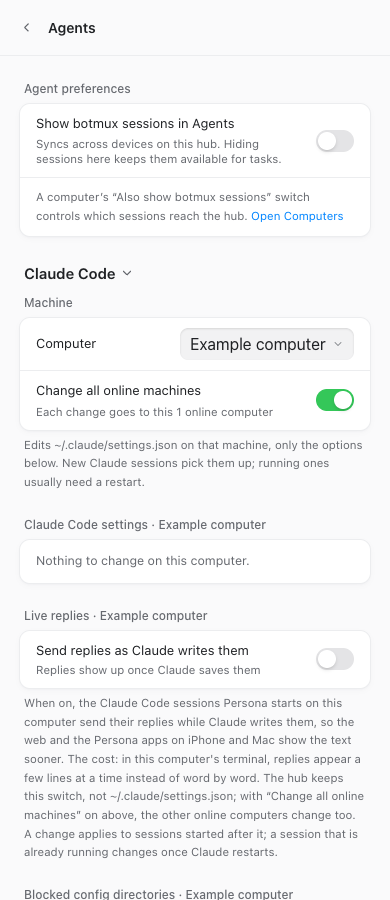 Agents
Agent preferences
Show botmux sessions in Agents
Syncs across devices on this hub. Hiding
sessions here keeps them available for tasks.
A computer's “Also show botmux sessions” switch
controls which sessions reach the hub. Open Computers
Claude Code
Machine
Computer
Example computer
Change all online machines
Each change goes to this 1 online computer
Edits ~/.claude/settings.json on that machine, only the options
below. New Claude sessions pick them up; running ones
usually need a restart.
Claude Code settings · Example computer
Nothing to change on this computer.
Live replies · Example computer
Send replies as Claude writes them
Replies show up once Claude saves them
When on, the Claude Code sessions Persona starts on this
computer send their replies while Claude writes them, so the
web and the Persona apps on iPhone and Mac show the text
sooner. The cost: in this computer's terminal, replies appear a
few lines at a time instead of word by word. The hub keeps
this switch, not ~/.claude/settings.json; with “Change all online
machines” on above, the other online computers change too.
A change applies to sessions started after it; a session that is
already running changes once Claude restarts.
Blocked config directories · Example computer